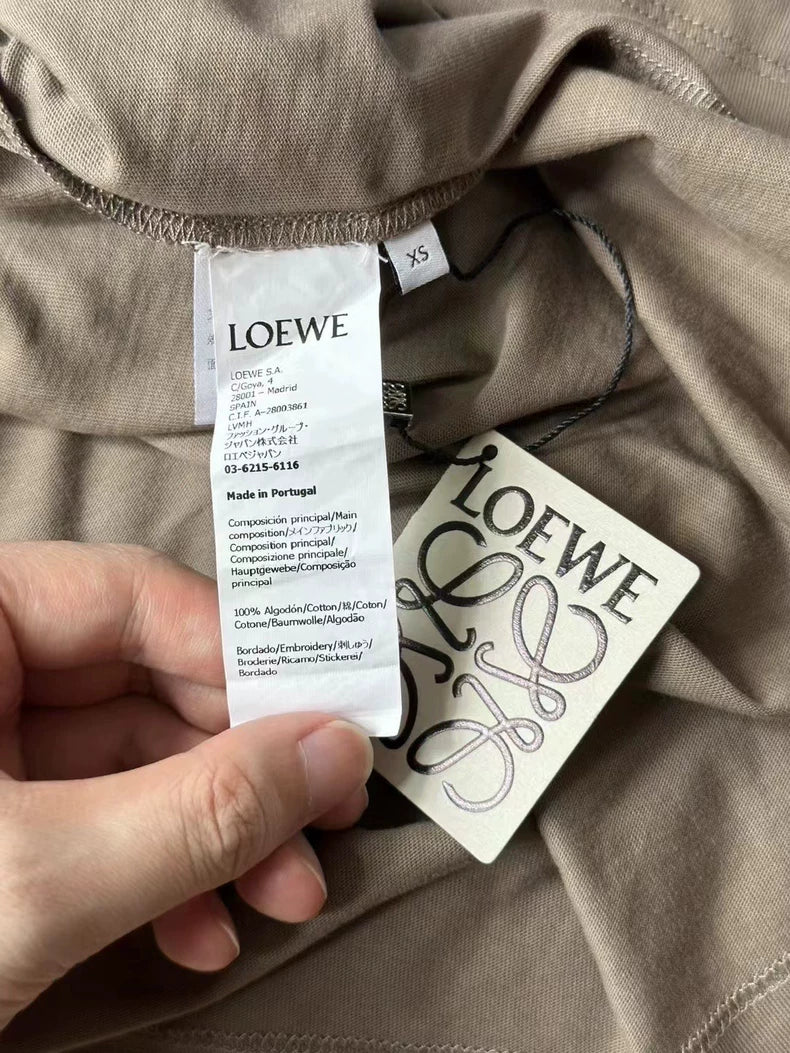 XS
LOEWE
LOEWE S.A.
C/Goya, 4
28001 - Madrid
SPAIN
C.I.F. A-28003861
LVMH
ファッション・グループ・
ジャパン株式会社
ロエベジャパン
03-6215-6116
Made in Portugal
Composición principal/Main
composition/メインファブリック/
Composition principal/
Composizione principale/
Hauptgewebe/Composição
principal
100% Algodón/Cotton/綿/Coton/
Cotone/Baumwolle/Algodão
Bordado/Embroidery/刺しゅう/
Broderie/Ricamo/Stickerei/
Bordado
LOEWE